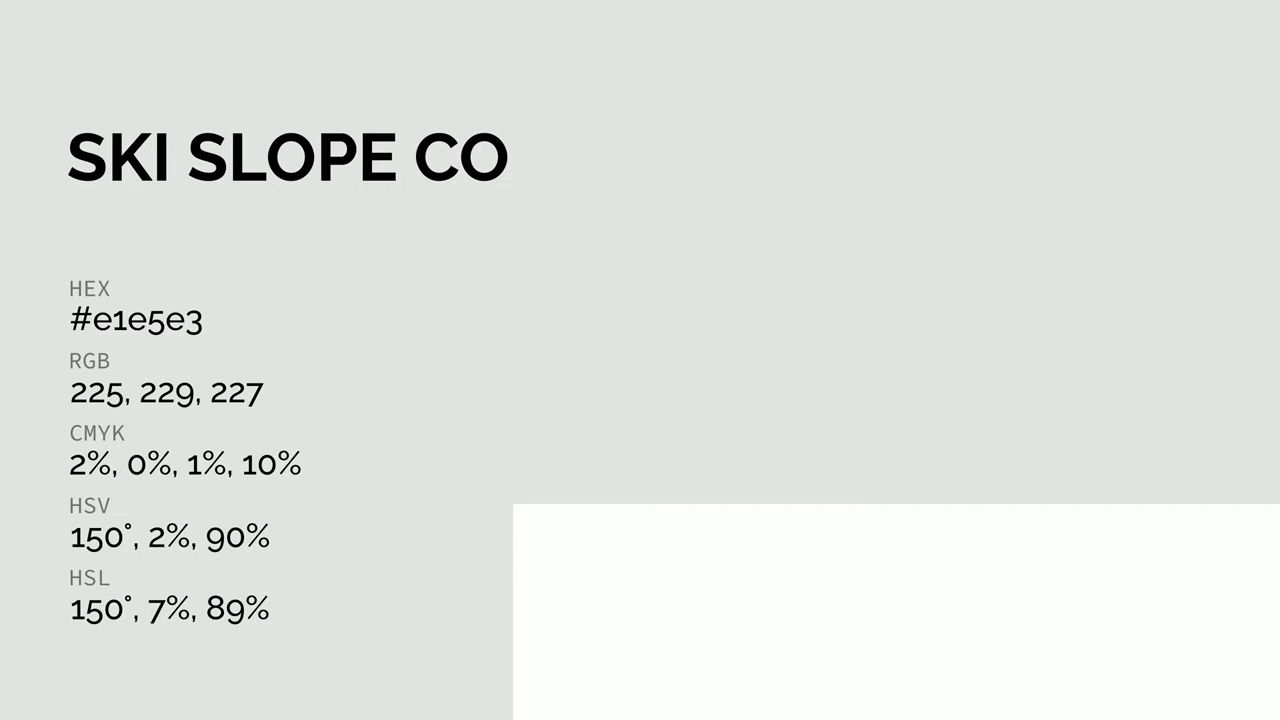 SKI SLOPE CO
HEX
#e1e5e3
RGB
225, 229, 227
CMYK
2%, 0%, 1%, 10%
HSV
150°, 2%, 90%
HSL
150°, 7%, 89%